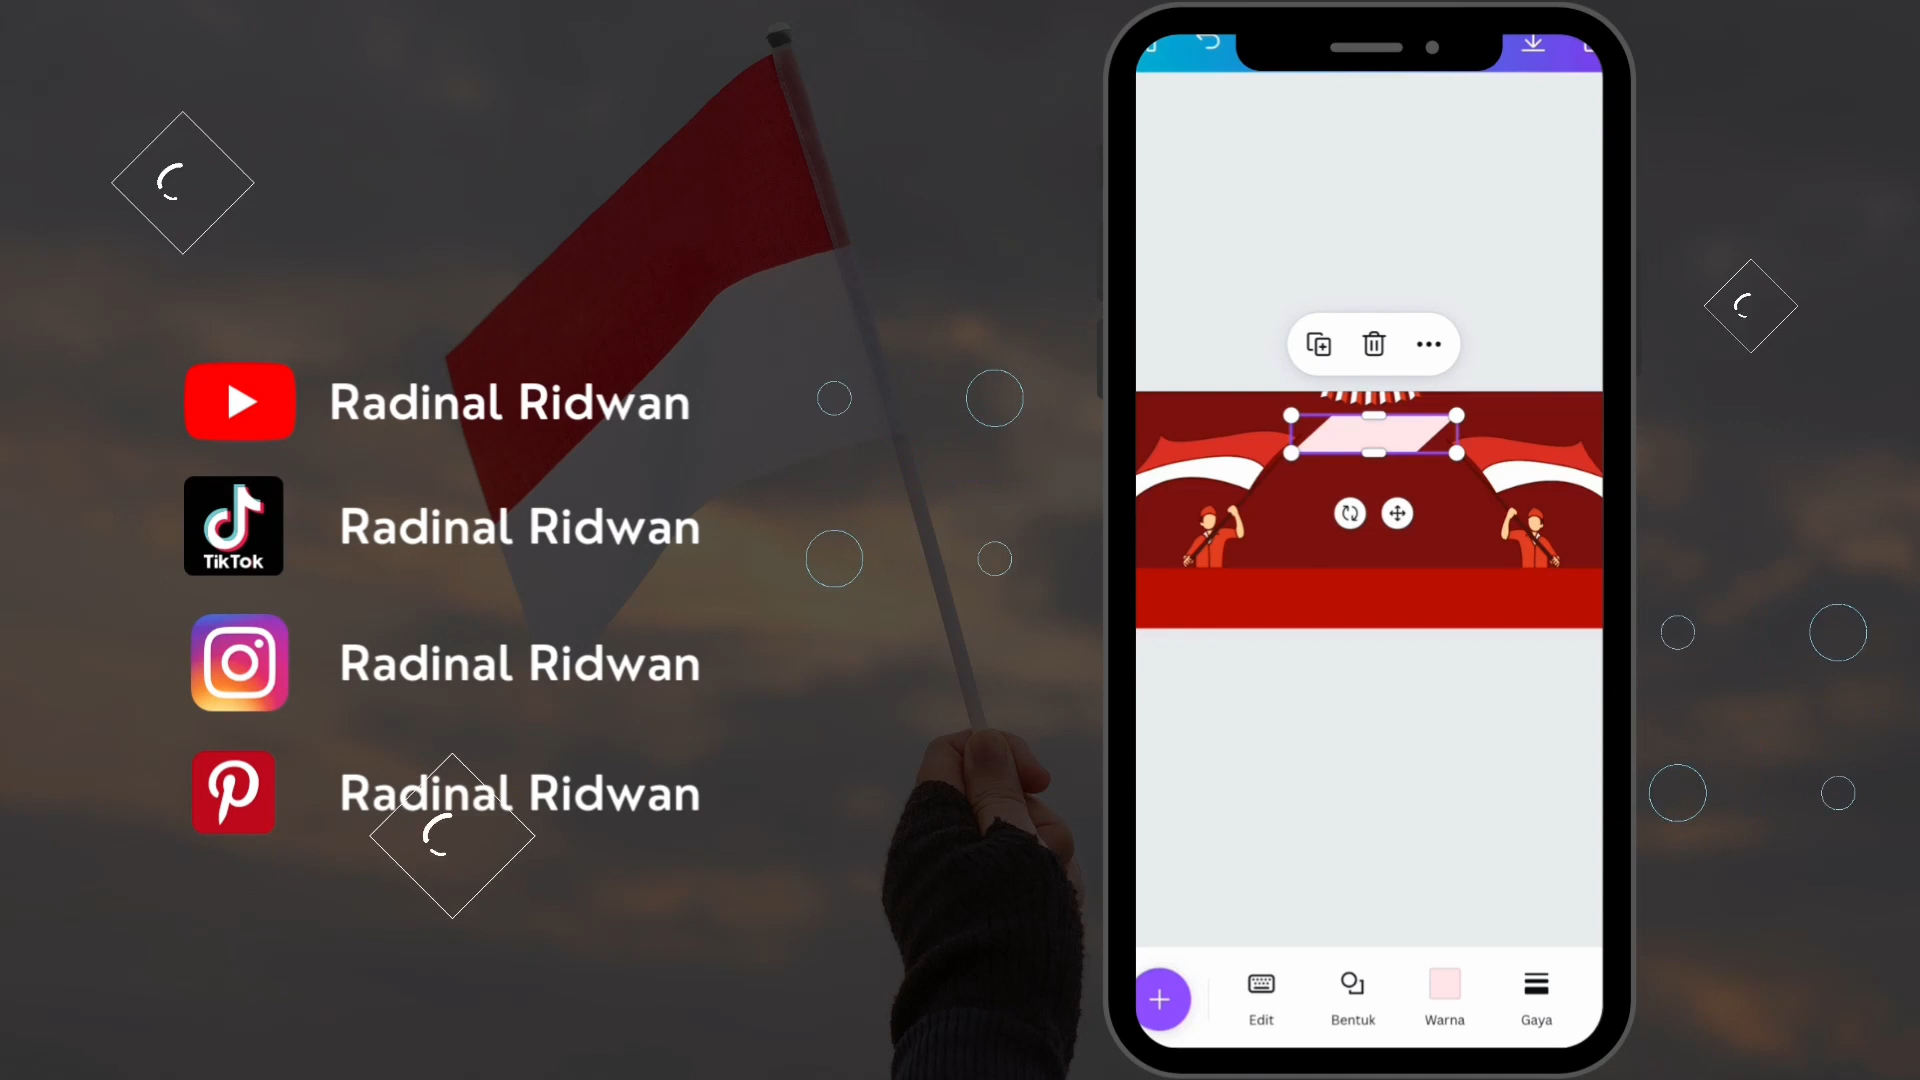 Radinal Ridwan
TikTok
Radinal Ridwan
Radinal Ridwan
Radinal Ridwan
Edit
Bentuk
Warna
Gaya